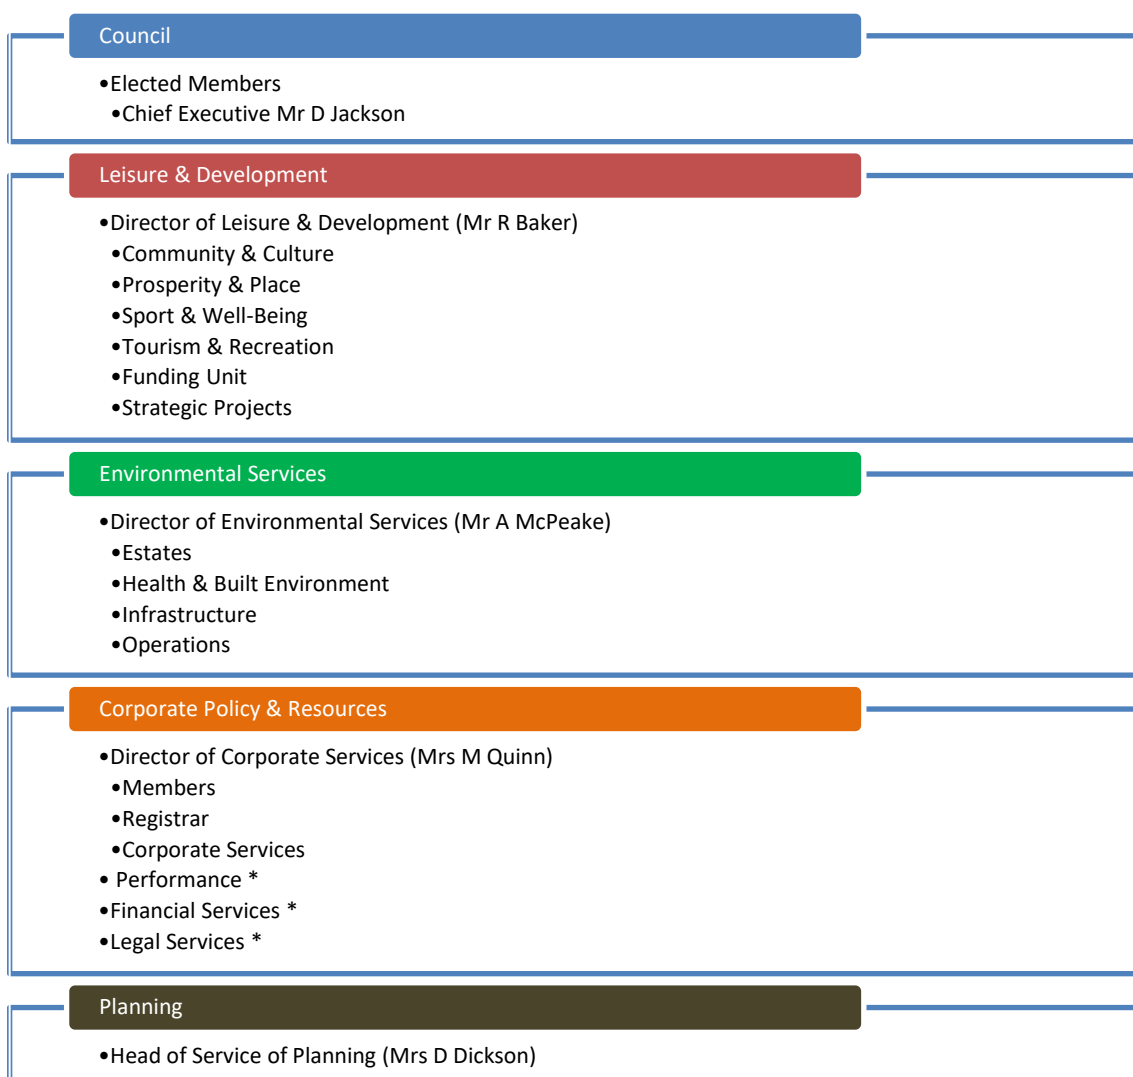 Council
•Elected Members
•Chief Executive Mr D Jackson
Leisure & Development
•Director of Leisure & Development (Mr R Baker)
•Community & Culture
•Prosperity & Place
•Sport & Well-Being
•Tourism & Recreation
•Funding Unit
•Strategic Projects
Environmental Services
•Director of Environmental Services (Mr A McPeake)
•Estates
•Health & Built Environment
•Infrastructure
•Operations
Corporate Policy & Resources
•Director of Corporate Services (Mrs M Quinn)
•Members
•Registrar
•Corporate Services
• Performance *
•Financial Services *
•Legal Services *
Planning
•Head of Service of Planning (Mrs D Dickson)